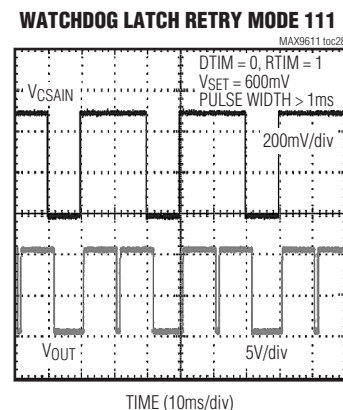 WATCHDOG LATCH RETRY MODE 111
MAX9611 toc28
DTIM = 0, RTIM = 1
VSET = 600mV
PULSE WIDTH > 1ms
VCSAIN
200mV/div
VOUT
5V/div
TIME (10ms/div)